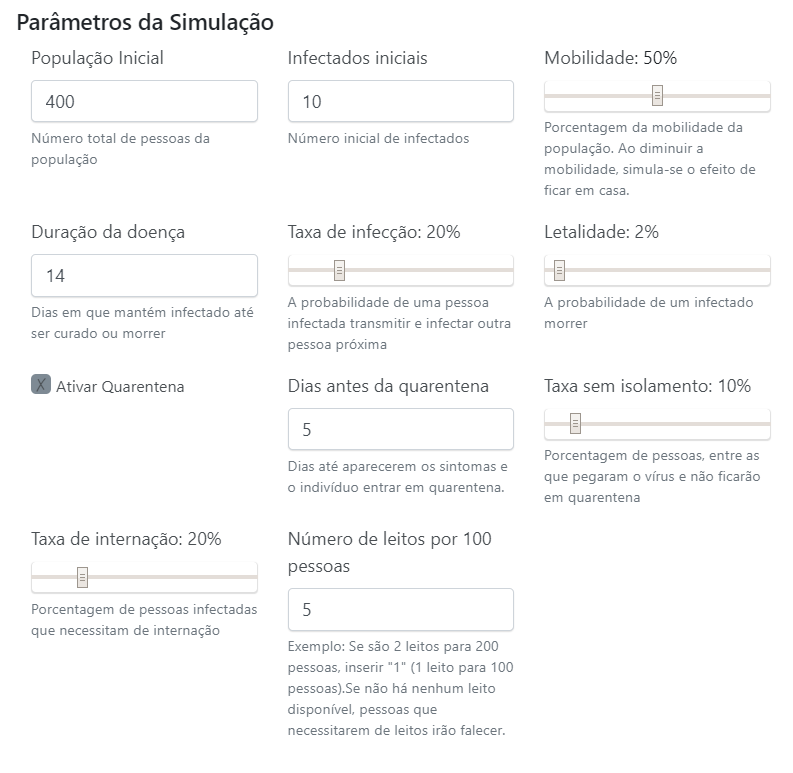 Parâmetros da Simulação
População Inicial
400
Número total de pessoas da
população
Infectados iniciais
10
Número inicial de infectados
Mobilidade: 50%
Porcentagem da mobilidade da
população. Ao diminuir a
mobilidade, simula-se o efeito de
ficar em casa.
Duração da doença
14
Dias em que mantém infectado até
ser curado ou morrer
Taxa de infecção: 20%
A probabilidade de uma pessoa
infectada transmitir e infectar outra
pessoa próxima
Letalidade: 2%
A probabilidade de um infectado
morrer
X Ativar Quarentena
Dias antes da quarentena
5
Dias até aparecerem os sintomas e
o indivíduo entrar em quarentena.
Taxa sem isolamento: 10%
Porcentagem de pessoas, entre as
que pegaram o vírus e não ficarão
em quarentena
Taxa de internação: 20%
Porcentagem de pessoas infectadas
que necessitam de internação
Número de leitos por 100
pessoas
5
Exemplo: Se são 2 leitos para 200
pessoas, inserir "1" (1 leito para 100
pessoas).Se não há nenhum leito
disponível, pessoas que
necessitarem de leitos irão falecer.